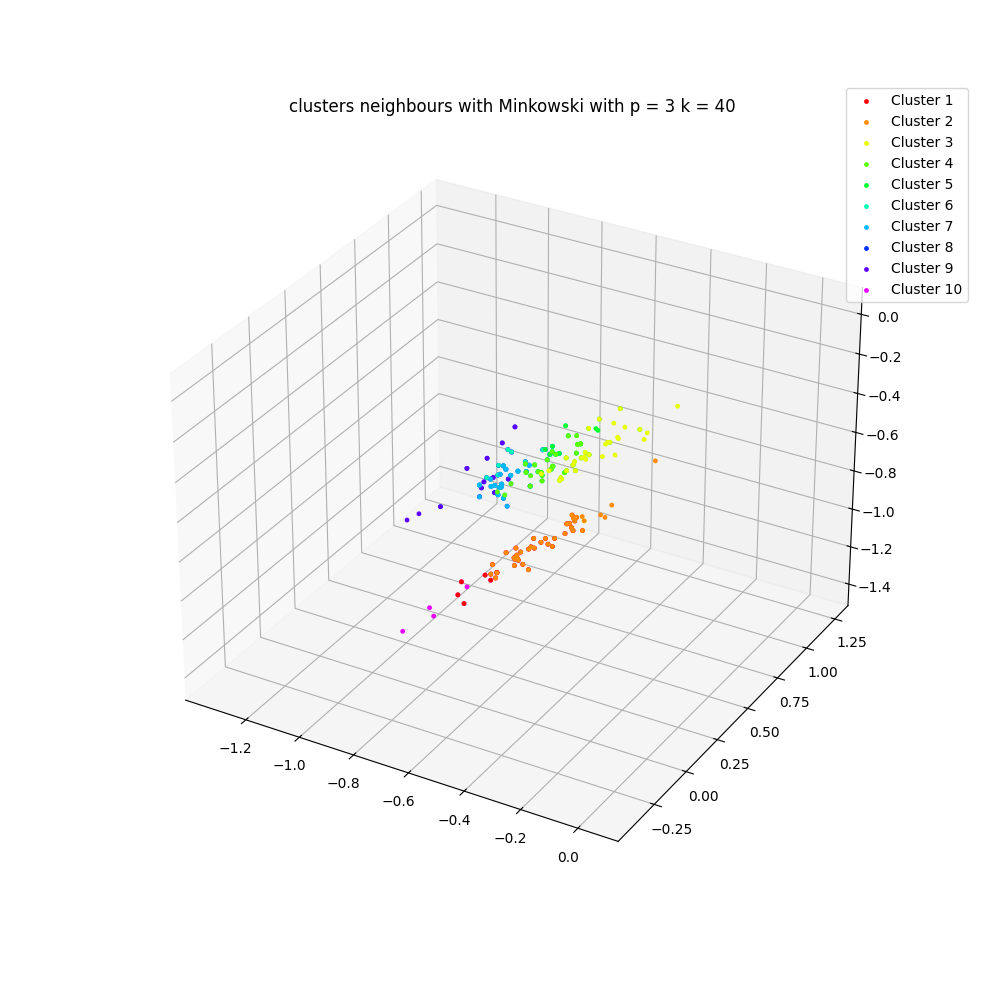 clusters neighbours with Minkowski with p = 3 k = 40
Cluster 1
Cluster 2
Cluster 3
Cluster 4
Cluster 5
Cluster 6
Cluster 7
Cluster 8
Cluster 9
Cluster 10
0.0
−0.2
−0.4
−0.6
−0.8
−1.0
−1.2
−1.4
1.25
1.00
0.75
0.50
0.25
0.00
−0.25
−1.2
−1.0
−0.8
−0.6
−0.4
−0.2
0.0